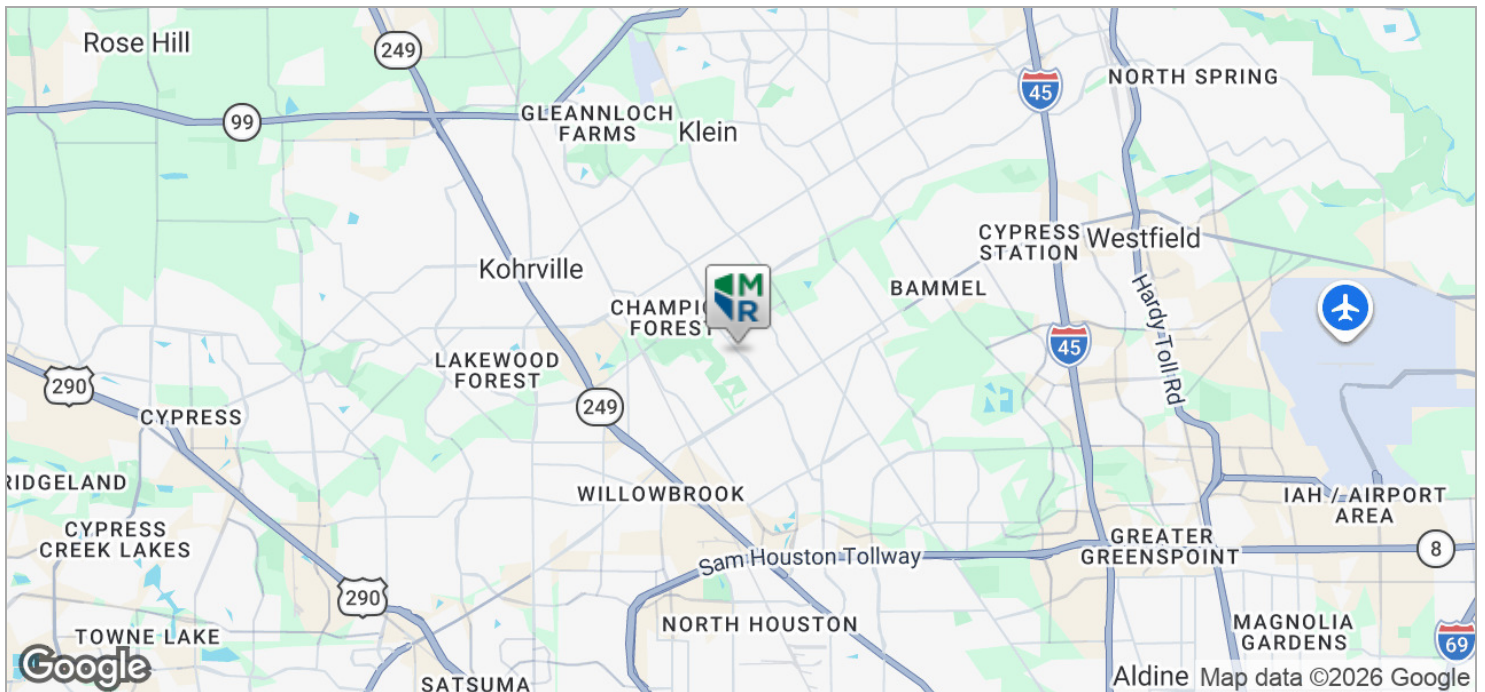 Rose Hill
249
NORTH SPRING
45
99
GLEANNLOCH
FARMS
Klein
CYPRESS
STATION
Westfield
Kohrville
BAMMEL
Hardy Toll Rd
M
R
CHAMPIO
FOREST
45
LAKEWOOD
FOREST
290
249
CYPRESS
RIDGELAND
WILLOWBROOK
IAH / AIRPORT
AREA
CYPRESS
CREEK LAKES
GREATER
GREENSPOINT
8
Sam Houston Tollway
290
TOWNE LAKE
NORTH HOUSTON
MAGNOLIA
GARDENS
69
Google
SATSUMA
Aldine
Map data ©2026 Google